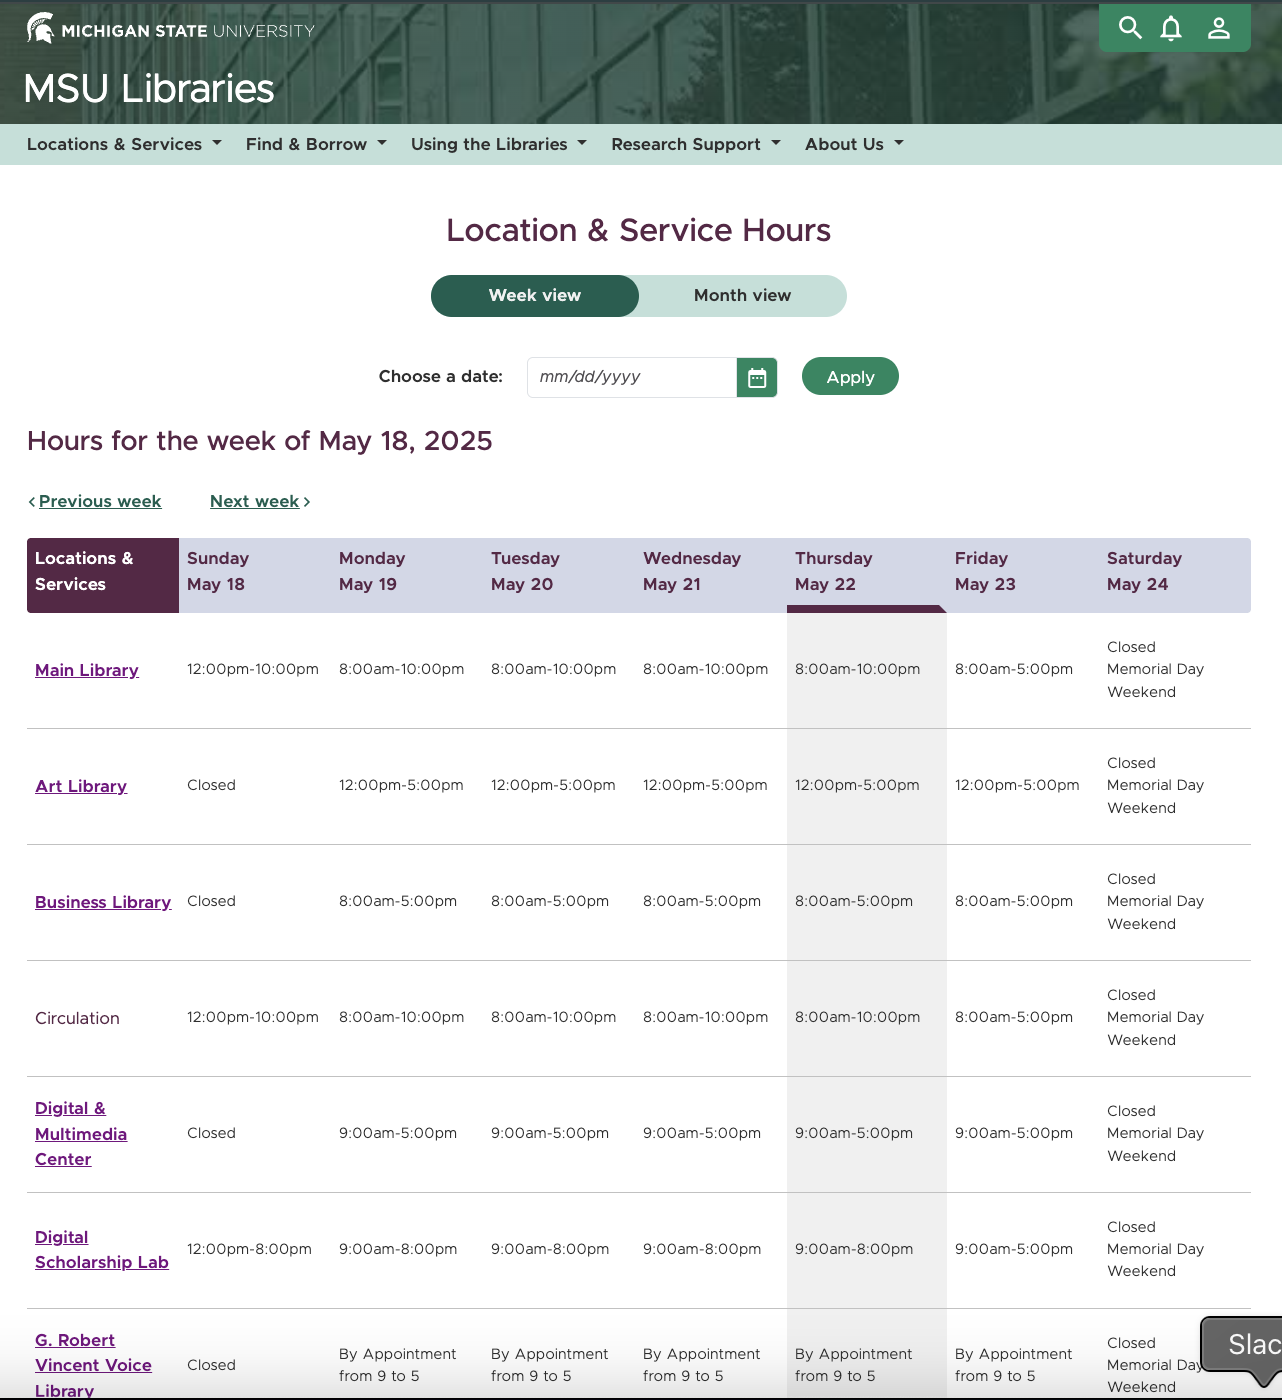 MICHIGAN STATE UNIVERSITY
MSU Libraries
Locations & Services Find & Borrow Using the Libraries Research Support About Us
Location & Service Hours
Week view Month view
Choose a date: mm/dd/yyyy Apply
Hours for the week of May 18, 2025
‹ Previous week Next week ›
Locations & Services
Sunday May 18
Monday May 19
Tuesday May 20
Wednesday May 21
Thursday May 22
Friday May 23
Saturday May 24
Main Library 12:00pm-10:00pm 8:00am-10:00pm 8:00am-10:00pm 8:00am-10:00pm 8:00am-10:00pm 8:00am-5:00pm Closed
Memorial Day
Weekend
Art Library Closed 12:00pm-5:00pm 12:00pm-5:00pm 12:00pm-5:00pm 12:00pm-5:00pm 12:00pm-5:00pm Closed
Memorial Day
Weekend
Business Library Closed 8:00am-5:00pm 8:00am-5:00pm 8:00am-5:00pm 8:00am-5:00pm 8:00am-5:00pm Closed
Memorial Day
Weekend
Circulation 12:00pm-10:00pm 8:00am-10:00pm 8:00am-10:00pm 8:00am-10:00pm 8:00am-10:00pm 8:00am-5:00pm Closed
Memorial Day
Weekend
Digital &
Multimedia
Center
Closed 9:00am-5:00pm 9:00am-5:00pm 9:00am-5:00pm 9:00am-5:00pm 9:00am-5:00pm Closed
Memorial Day
Weekend
Digital
Scholarship Lab
12:00pm-8:00pm 9:00am-8:00pm 9:00am-8:00pm 9:00am-8:00pm 9:00am-8:00pm 9:00am-5:00pm Closed
Memorial Day
Weekend
G. Robert
Vincent Voice
Library
Closed
By Appointment
from 9 to 5
By Appointment
from 9 to 5
By Appointment
from 9 to 5
By Appointment
from 9 to 5
By Appointment
from 9 to 5
Closed
Memorial Day
Weekend
Slac